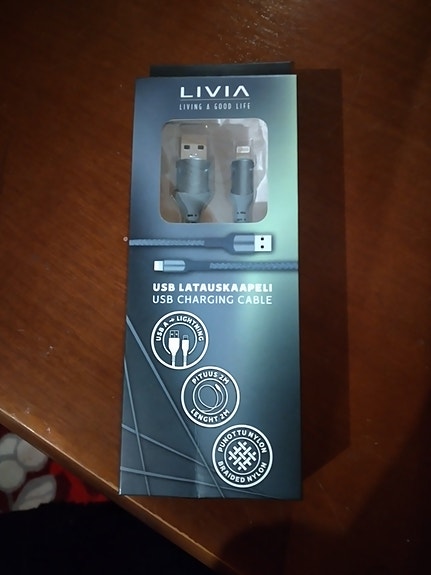 LIVIA
LIVING A GOOD LIFE
USB LATAUSKAAPELI
USB CHARGING CABLE
USB A → LIGHTNING
PITUUS 2M
LENGHT 2M
PUNOTTU NYLON
BRAIDED NYLON